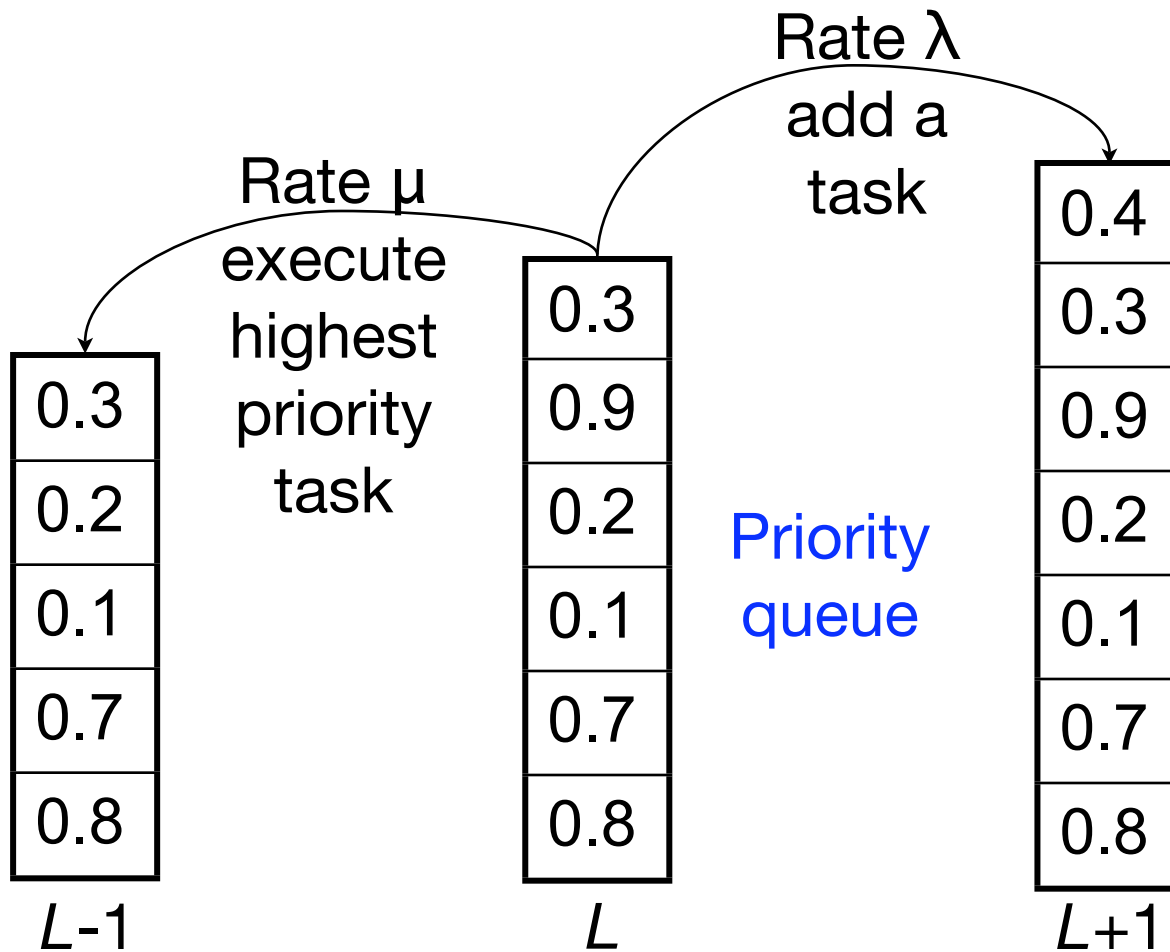 Rate λ
add a
task
Rate μ
execute
highest
priority
task
0.3
0.2
0.1
0.7
0.8
L-1
0.3
0.9
0.2
0.1
0.7
0.8
L
Priority
queue
0.4
0.3
0.9
0.2
0.1
0.7
0.8
L+1